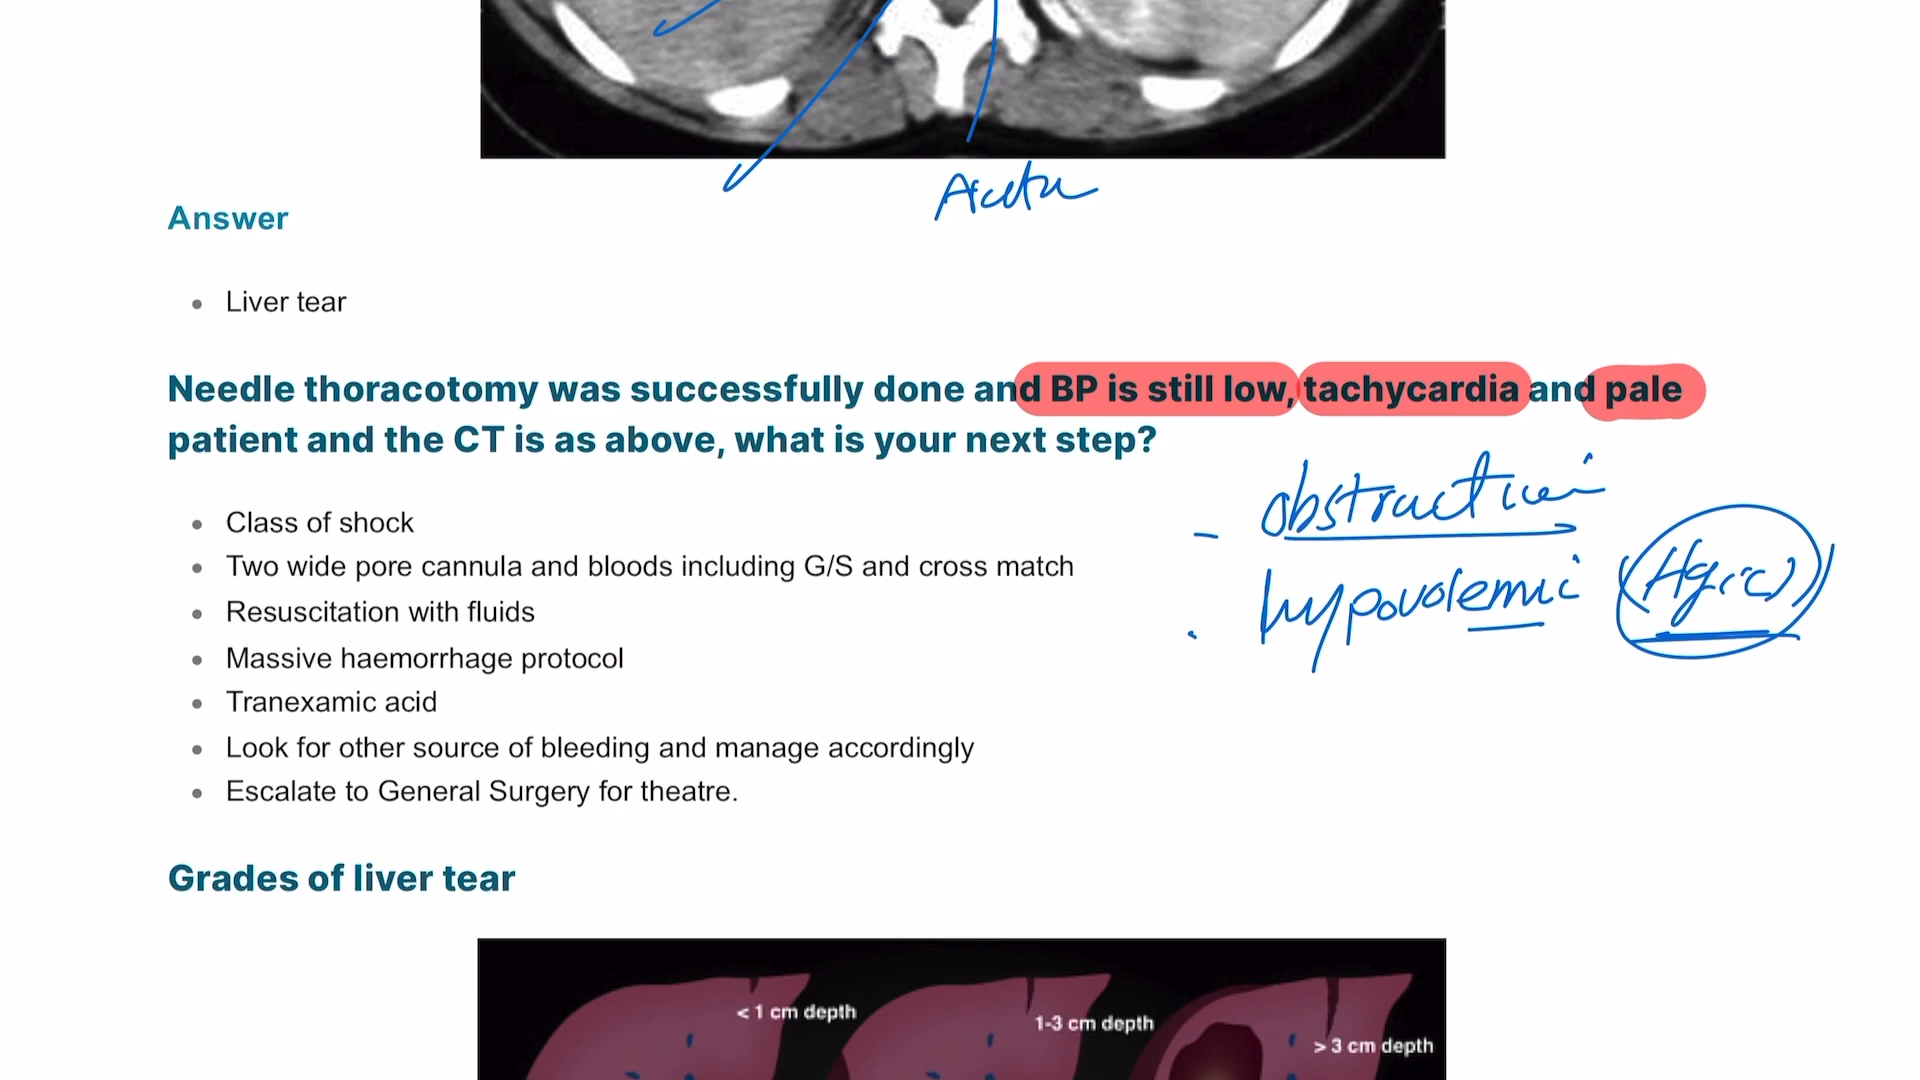 Answer
Liver tear
Needle thoracotomy was successfully done and BP is still low, tachycardia and pale
patient and the CT is as above, what is your next step?
- obstructive
Class of shock
Two wide pore cannula and bloods including G/S and cross match
. hypovolemic
Resuscitation with fluids
Massive haemorrhage protocol
Tranexamic acid
Look for other source of bleeding and manage accordingly
Escalate to General Surgery for theatre.
Grades of liver tear
< 1 cm depth
1-3 cm depth
> 3 cm depth